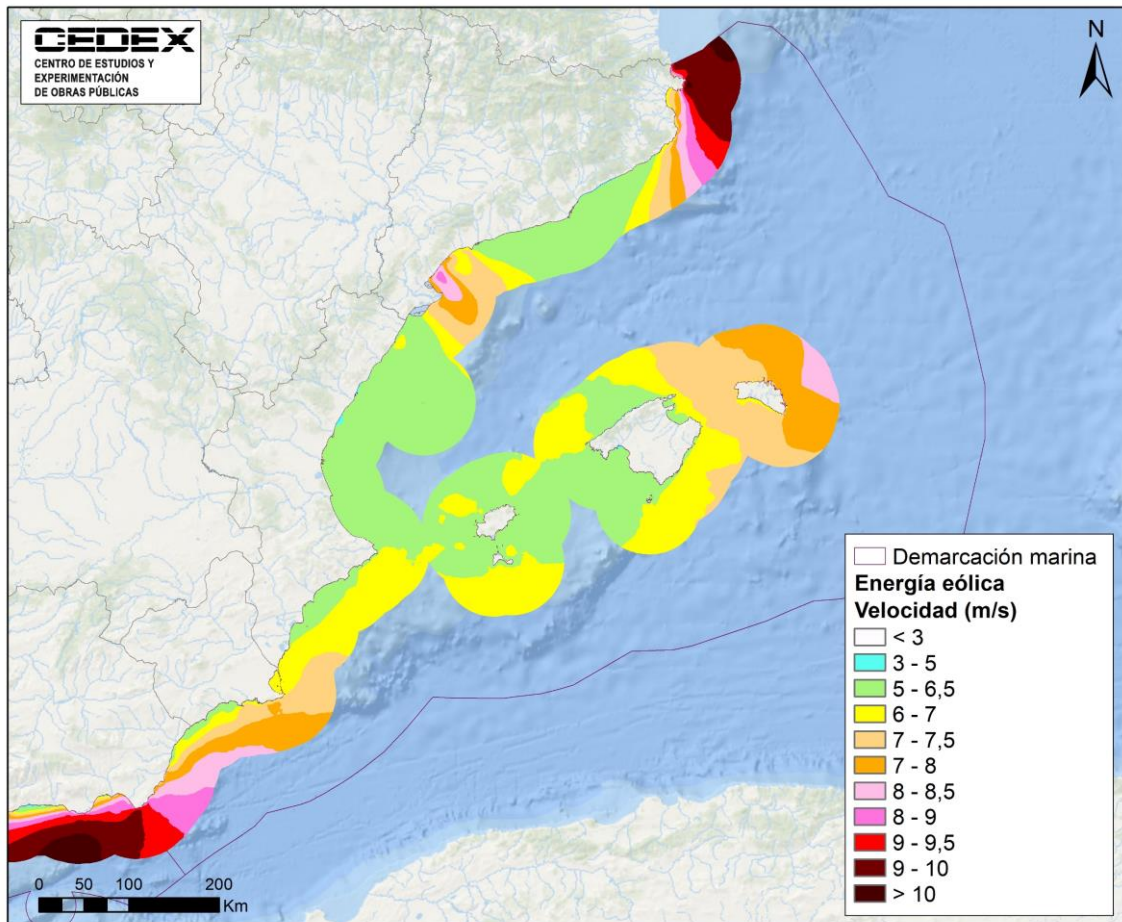 CEDEX
CENTRO DE ESTUDIOS Y
EXPERIMENTACIÓN
DE OBRAS PÚBLICAS
N
Demarcación marina
Energía eólica
Velocidad (m/s)
< 3
3 - 5
5 - 6,5
6 - 7
7 - 7,5
7 - 8
8 - 8,5
8 - 9
9 - 9,5
9 - 10
> 10
0 50 100 200
Km